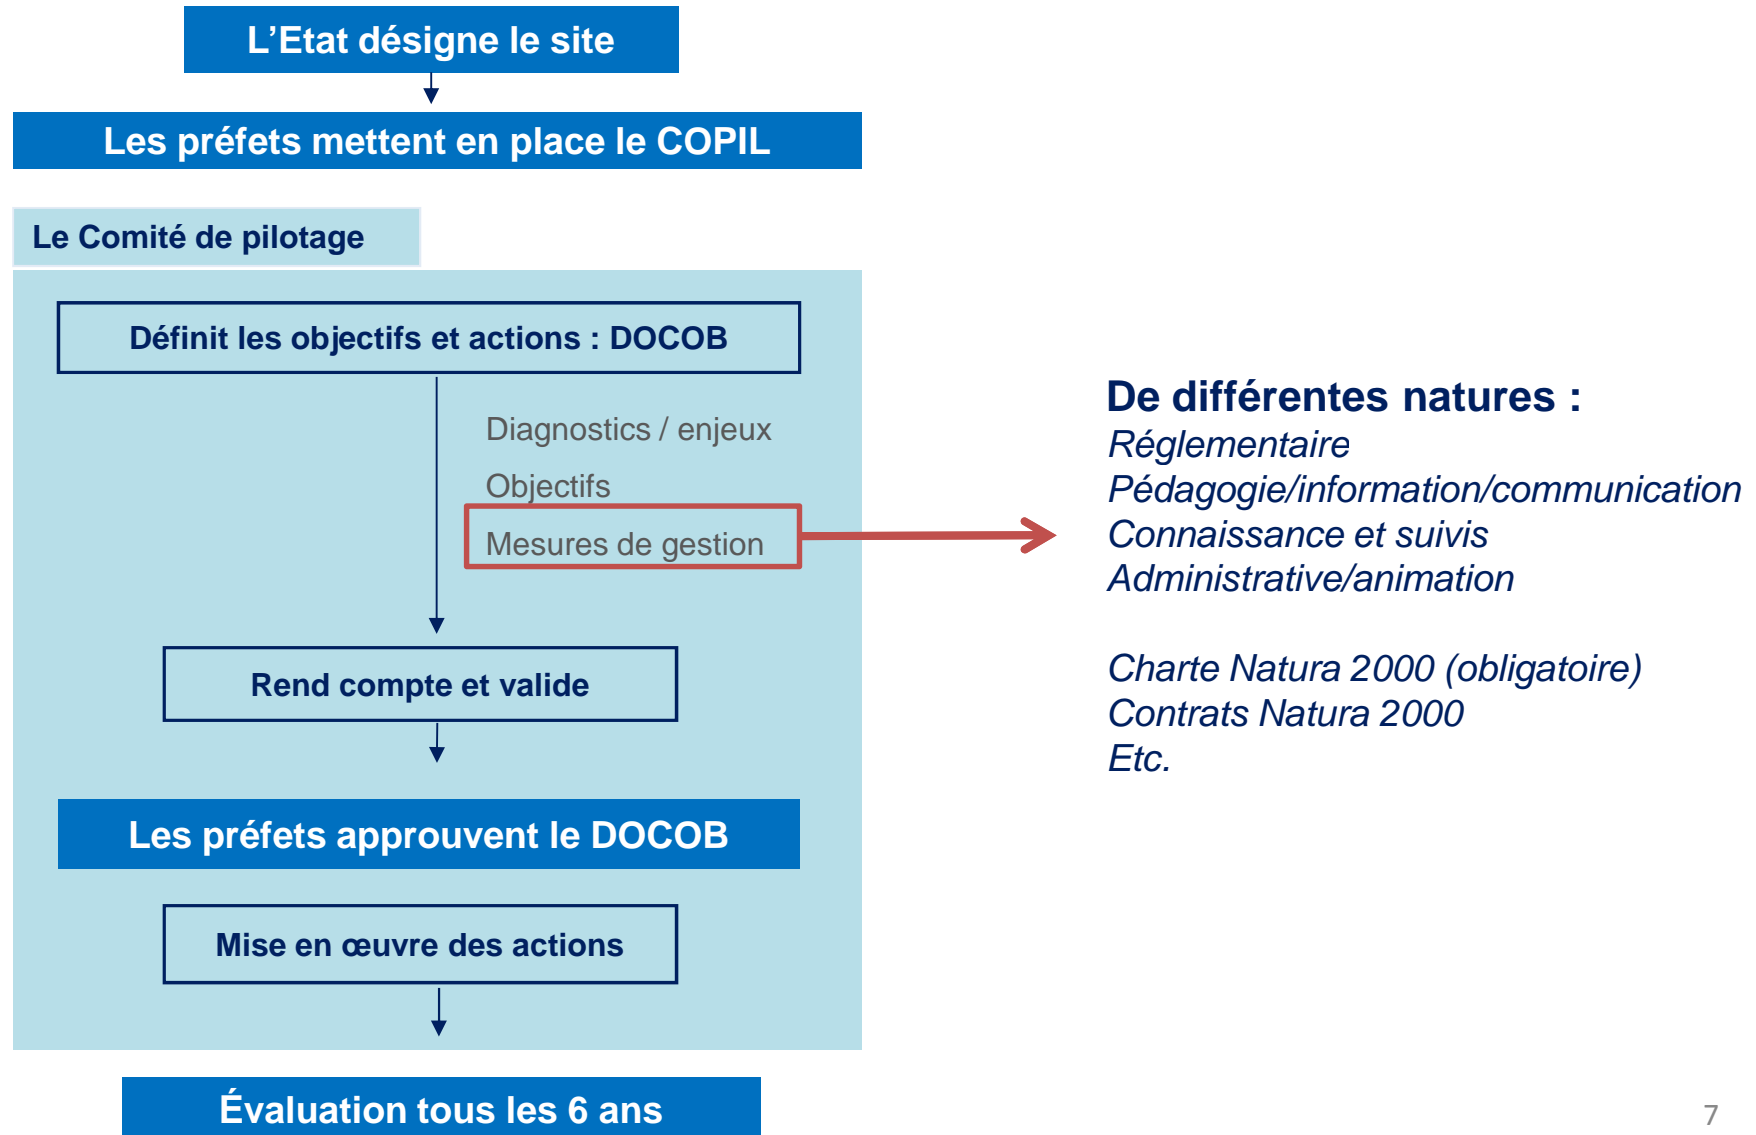 L’Etat désigne le site
Les préfets mettent en place le COPIL
Le Comité de pilotage
Définit les objectifs et actions : DOCOB
Diagnostics / enjeux
Objectifs
Mesures de gestion
Rend compte et valide
Les préfets approuvent le DOCOB
Mise en œuvre des actions
Évaluation tous les 6 ans
De différentes natures :
Réglementaire
Pédagogie/information/communication
Connaissance et suivis
Administrative/animation
Charte Natura 2000 (obligatoire)
Contrats Natura 2000
Etc.
7